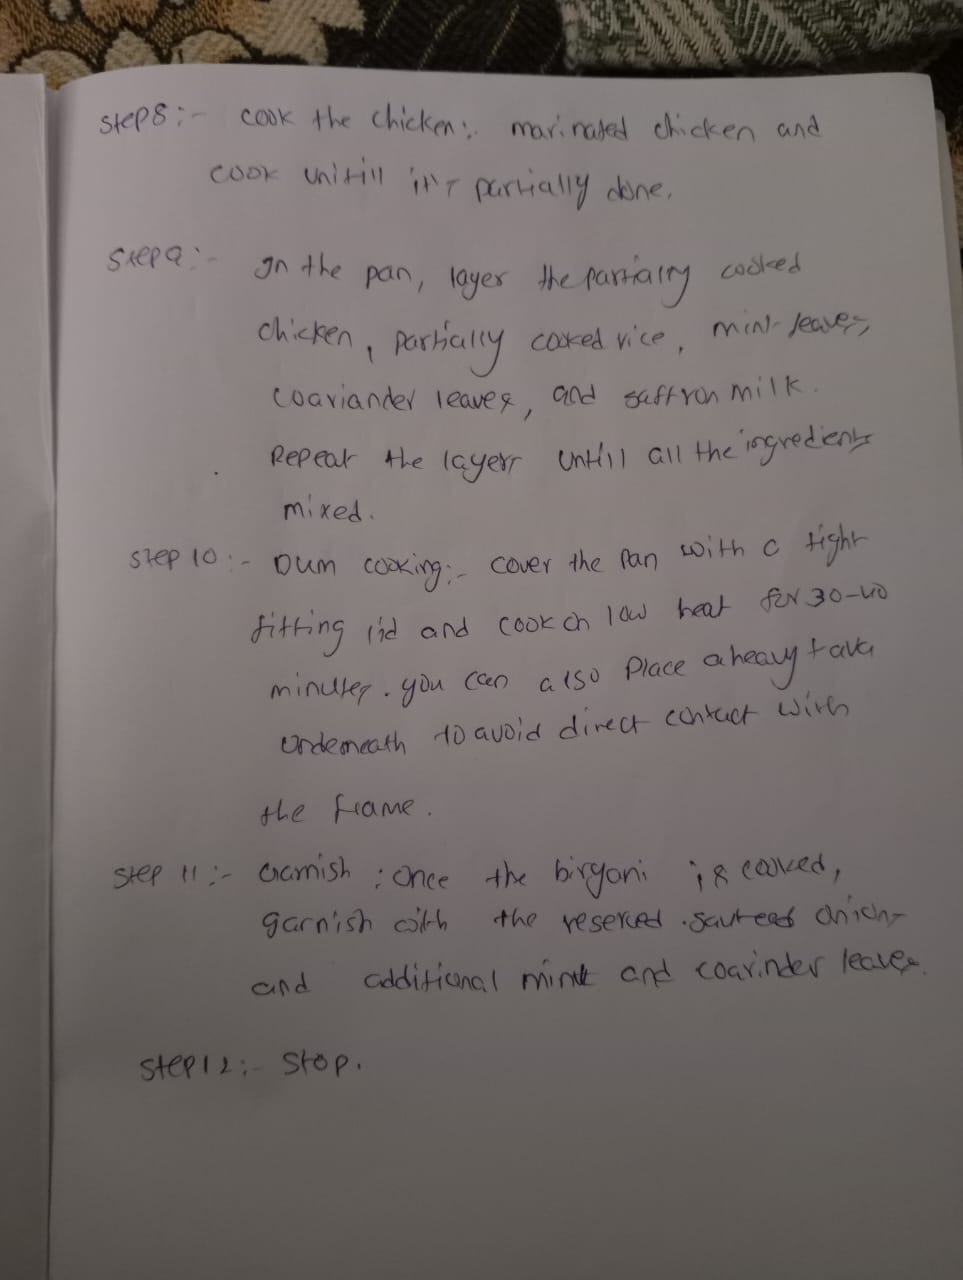 Step8:- cook the chicken:. marinated chicken and
cook unitill it's partially done.
Step9:- In the pan, layer the partially cooked
chicken, partially cooked rice, mint leaves,
coariander leaves, and saffron milk.
Repeat the layers untill all the ingredients
mixed.
Step 10:- Dum cooking:- cover the pan with a tight
fitting lid and cook on low heat for 30-40
minutes. you can also place a heavy tava
underneath to avoid direct contact with
the flame.
Step 11:- Garnish : once the biryani is cooked,
garnish with the reserved sauteed onion
and additional mint and coarinder leaves.
Step12:- Stop.